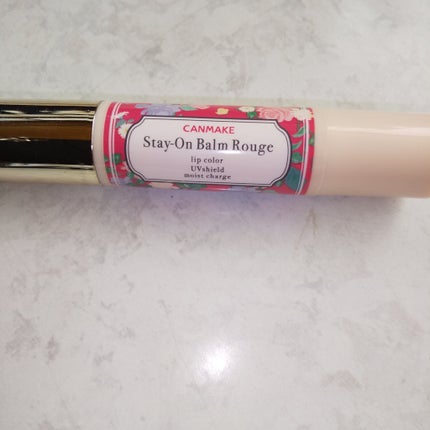 CANMAKE
Stay-On Balm Rouge
lip color
UVshield
moist charge